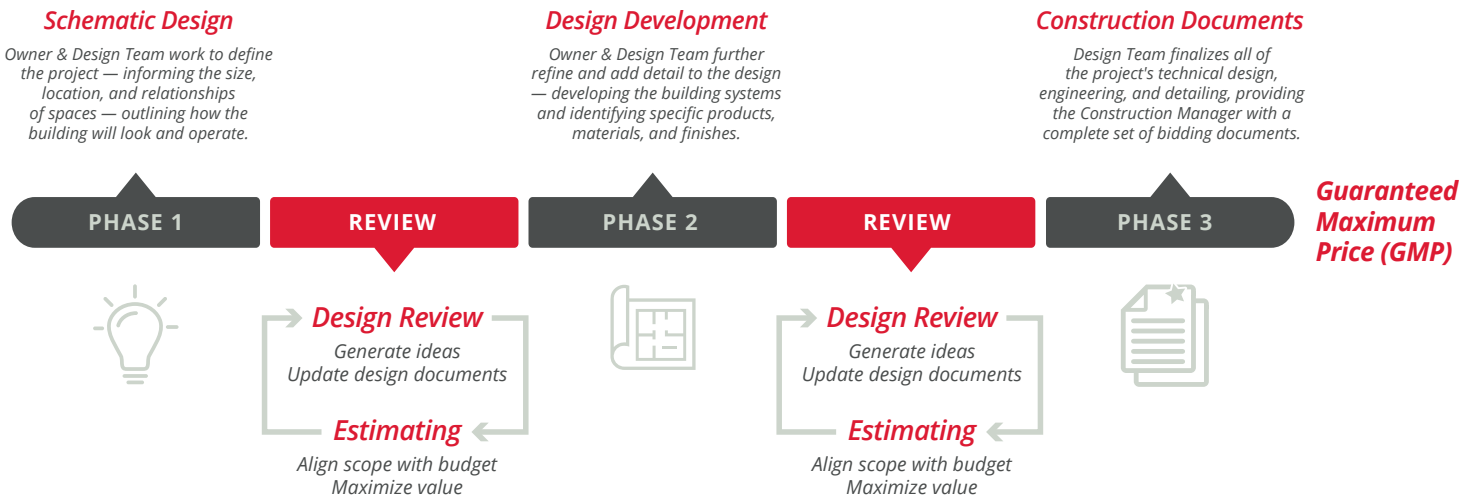 Schematic Design
Owner & Design Team work to define
the project — informing the size,
location, and relationships
of spaces — outlining how the
building will look and operate.
Design Development
Owner & Design Team further
refine and add detail to the design
— developing the building systems
and identifying specific products,
materials, and finishes.
Construction Documents
Design Team finalizes all of
the project's technical design,
engineering, and detailing, providing
the Construction Manager with a
complete set of bidding documents.
PHASE 1
REVIEW
PHASE 2
REVIEW
PHASE 3
Guaranteed
Maximum
Price (GMP)
Design Review
Generate ideas
Update design documents
Estimating
Align scope with budget
Maximize value
Design Review
Generate ideas
Update design documents
Estimating
Align scope with budget
Maximize value